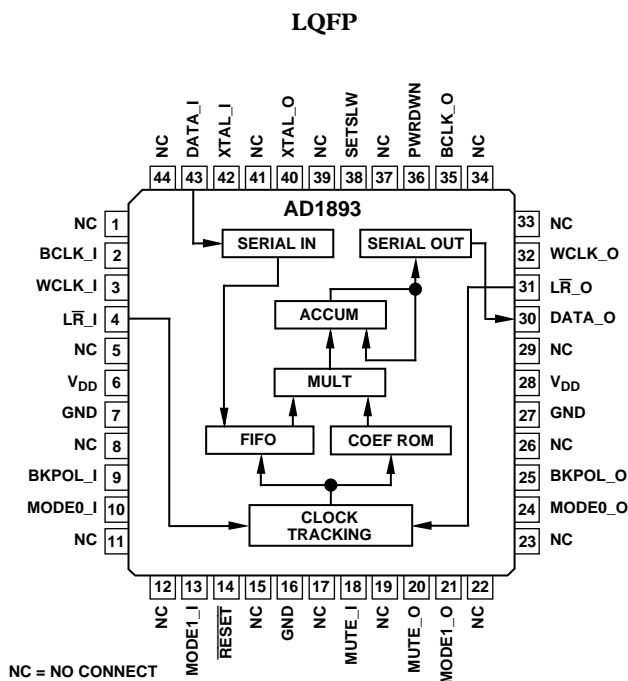 LQFP
NC
DATA_I
XTAL_I
NC
XTAL_O
NC
SETSLW
NC
PWRDWN
BCLK_O
NC
44 43 42 41 40 39 38 37 36 35 34
AD1893
NC 1
BCLK_I 2
WCLK_I 3
LR̅_I 4
NC 5
VDD 6
GND 7
NC 8
BKPOL_I 9
MODE0_I 10
NC 11
SERIAL IN
SERIAL OUT
ACCUM
MULT
FIFO
COEF ROM
CLOCK
TRACKING
33 NC
32 WCLK_O
31 LR̅_O
30 DATA_O
29 NC
28 VDD
27 GND
26 NC
25 BKPOL_O
24 MODE0_O
23 NC
12 13 14 15 16 17 18 19 20 21 22
NC
MODE1_I
R̅E̅S̅E̅T̅
NC
GND
NC
MUTE_I
NC
MUTE_O
MODE1_O
NC
NC = NO CONNECT